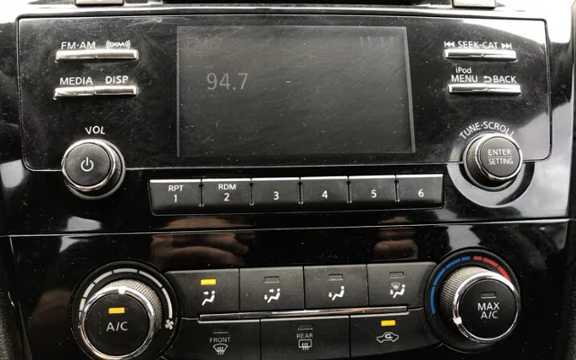 FM·AM
SEEK·CAT
MEDIA DISP
94.7
iPod
MENU BACK
VOL
TUNE·SCROLL
ENTER
SETTING
RPT
1
RDM
2
3
4
5
6
A/C
MAX
A/C
FRONT
REAR